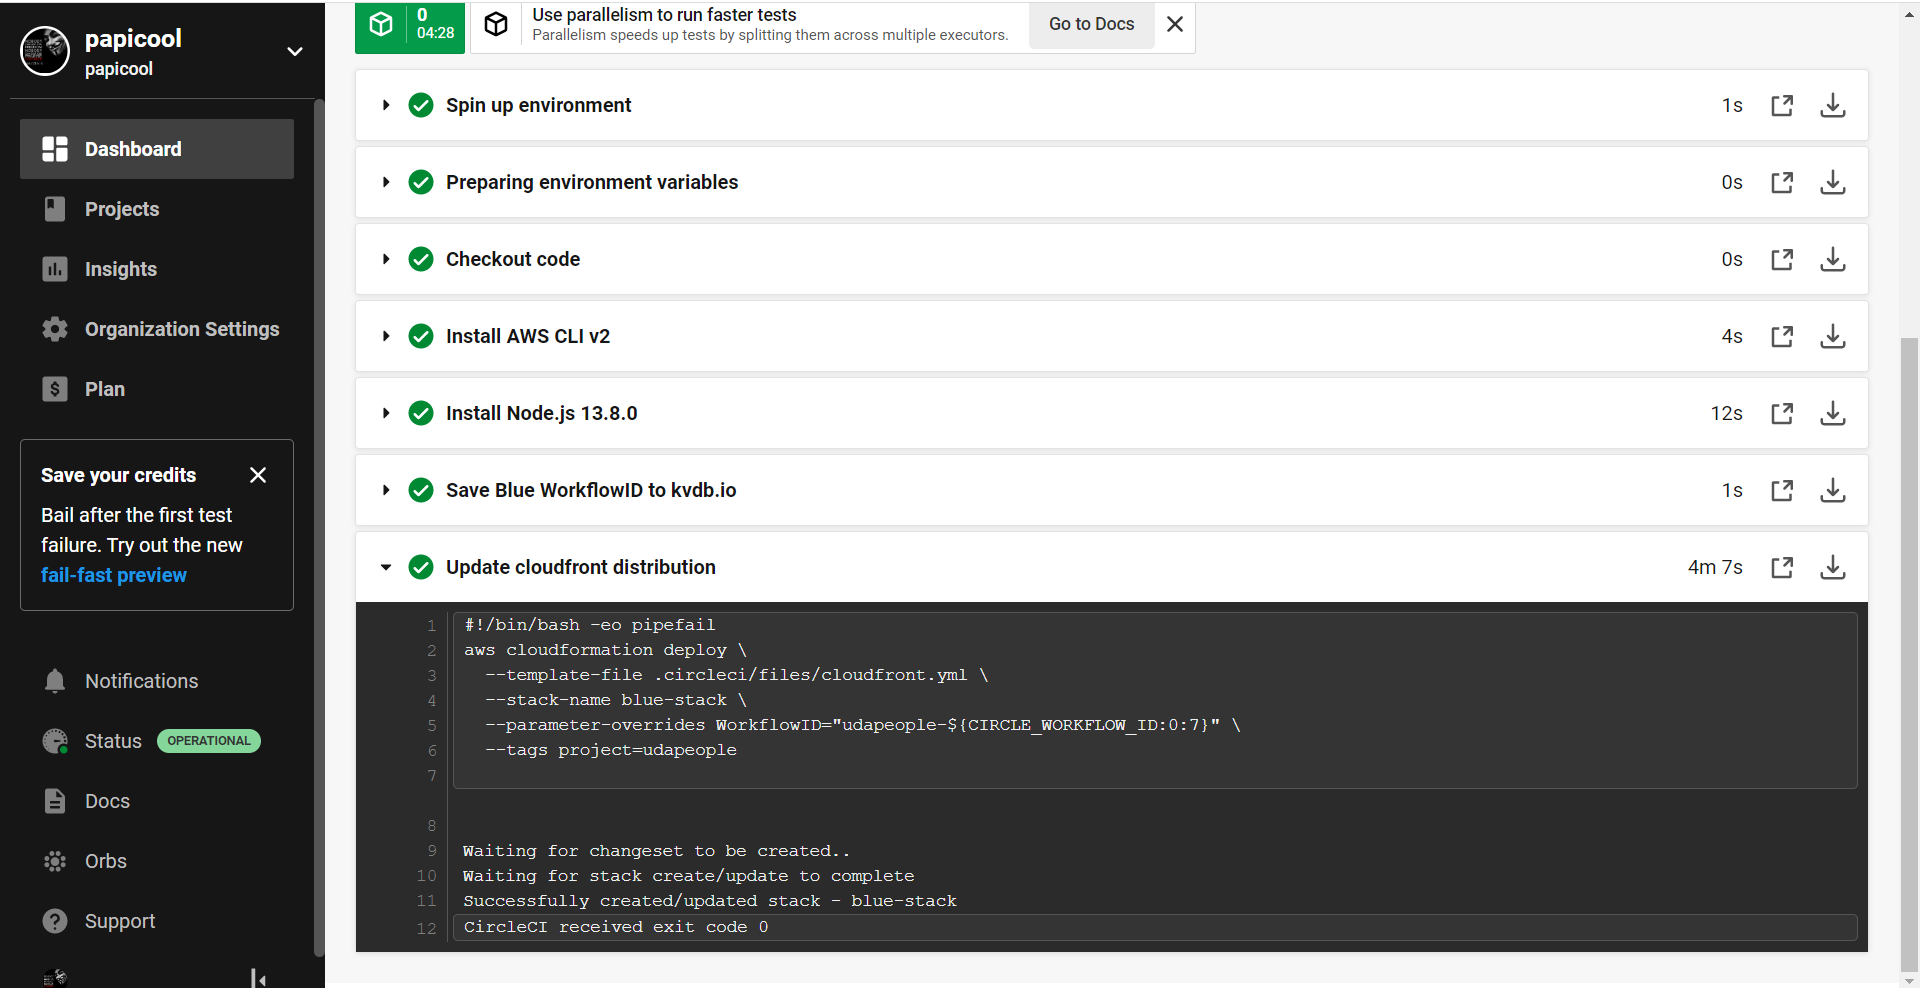 papicool
papicool
Dashboard
Projects
Insights
Organization Settings
Plan
Save your credits
Bail after the first test
failure. Try out the new
fail-fast preview
Notifications
Status OPERATIONAL
Docs
Orbs
Support
0
04:28
Use parallelism to run faster tests
Parallelism speeds up tests by splitting them across multiple executors.
Go to Docs
Spin up environment 1s
Preparing environment variables 0s
Checkout code 0s
Install AWS CLI v2 4s
Install Node.js 13.8.0 12s
Save Blue WorkflowID to kvdb.io 1s
Update cloudfront distribution 4m 7s
1 #!/bin/bash -eo pipefail
2 aws cloudformation deploy \
3 --template-file .circleci/files/cloudfront.yml \
4 --stack-name blue-stack \
5 --parameter-overrides WorkflowID="udapeople-${CIRCLE_WORKFLOW_ID:0:7}" \
6 --tags project=udapeople
7
8
9 Waiting for changeset to be created..
10 Waiting for stack create/update to complete
11 Successfully created/updated stack - blue-stack
12 CircleCI received exit code 0